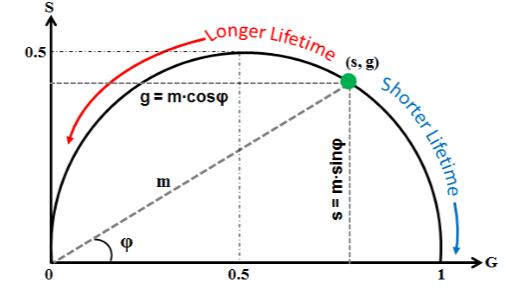 S
Longer Lifetime
0.5
(s, g)
g = m·cosφ
Shorter Lifetime
m
s = m·sinφ
φ
G
0
0.5
1